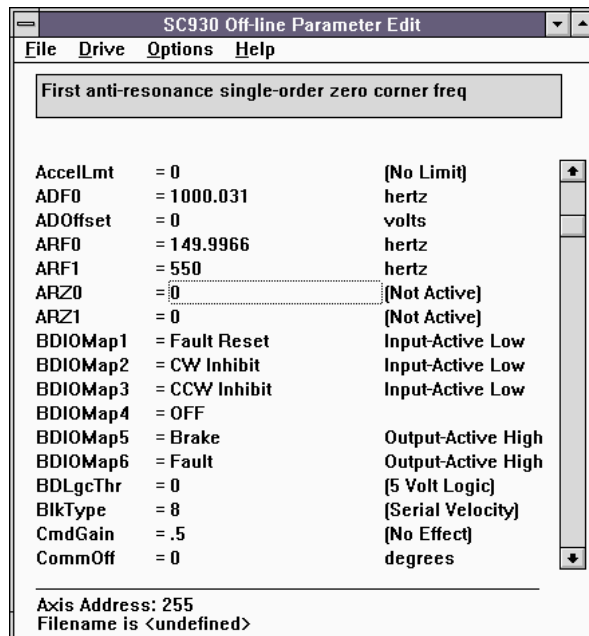 SC930 Off-line Parameter Edit
File Drive Options Help
First anti-resonance single-order zero corner freq
AccelLmt = 0 (No Limit)
ADF0 = 1000.031 hertz
ADOffset = 0 volts
ARF0 = 149.9966 hertz
ARF1 = 550 hertz
ARZ0 = 0 (Not Active)
ARZ1 = 0 (Not Active)
BDIOMap1 = Fault Reset Input-Active Low
BDIOMap2 = CW Inhibit Input-Active Low
BDIOMap3 = CCW Inhibit Input-Active Low
BDIOMap4 = OFF
BDIOMap5 = Brake Output-Active High
BDIOMap6 = Fault Output-Active High
BDLgcThr = 0 (5 Volt Logic)
BlkType = 8 (Serial Velocity)
CmdGain = .5 (No Effect)
CommOff = 0 degrees
Axis Address: 255
Filename is <undefined>